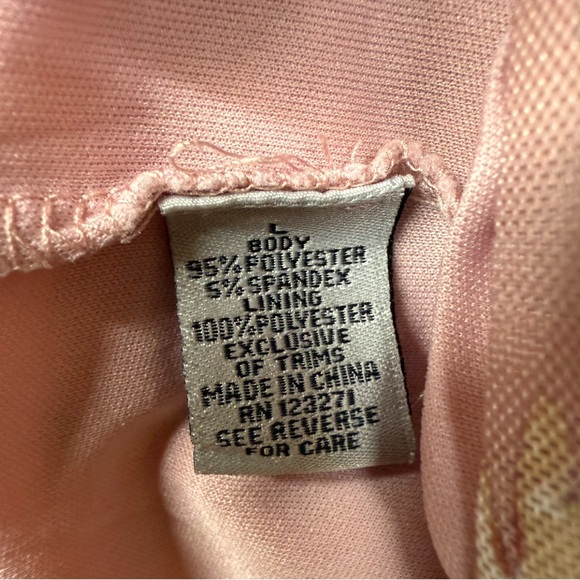 L
BODY
95% POLYESTER
5% SPANDEX
LINING
100% POLYESTER
EXCLUSIVE
OF TRIMS
MADE IN CHINA
RN 123271
SEE REVERSE
FOR CARE